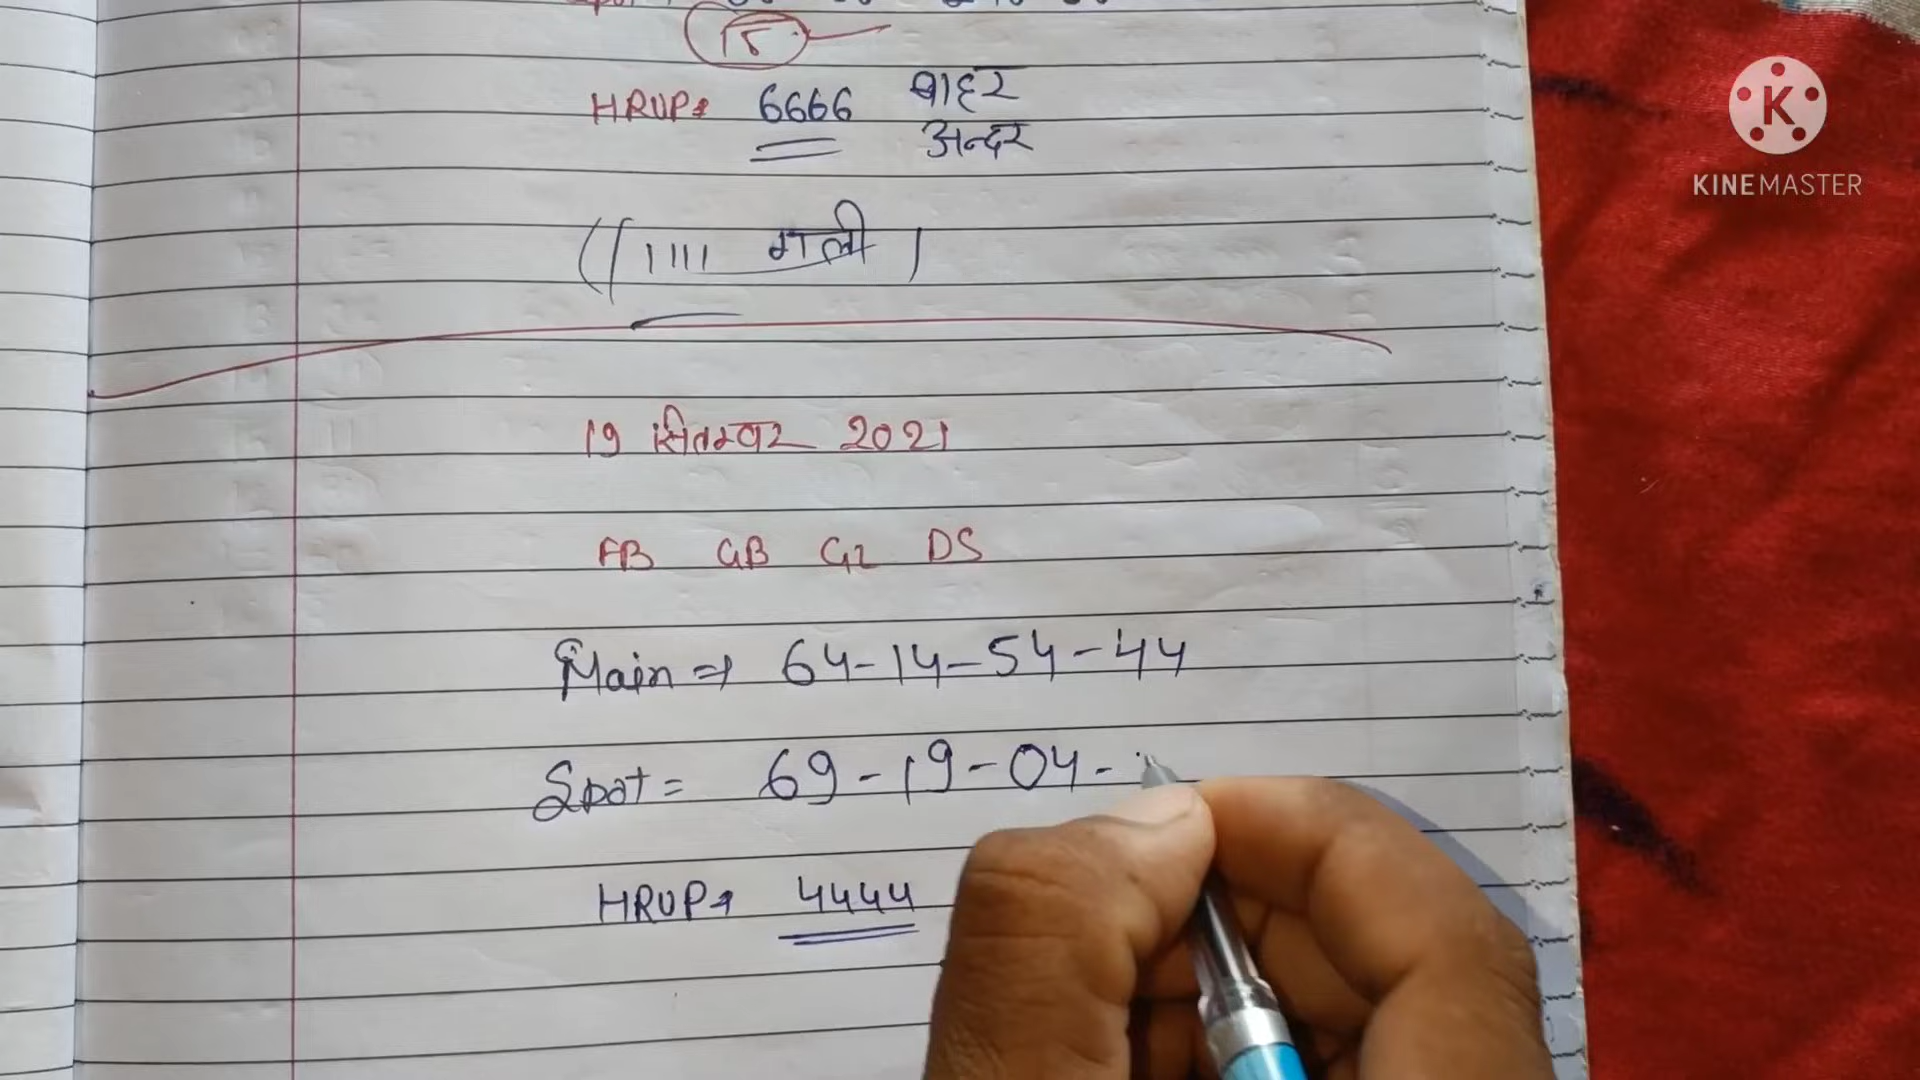 18
HRUP⇒ 6666 बाहर
अन्दर
1111 गली
19 सितम्बर 2021
FB GB GL DS
Main ⇒ 64-14-54-44
Spot = 69-19-04-
HRUP⇒ 4444
KINEMASTER